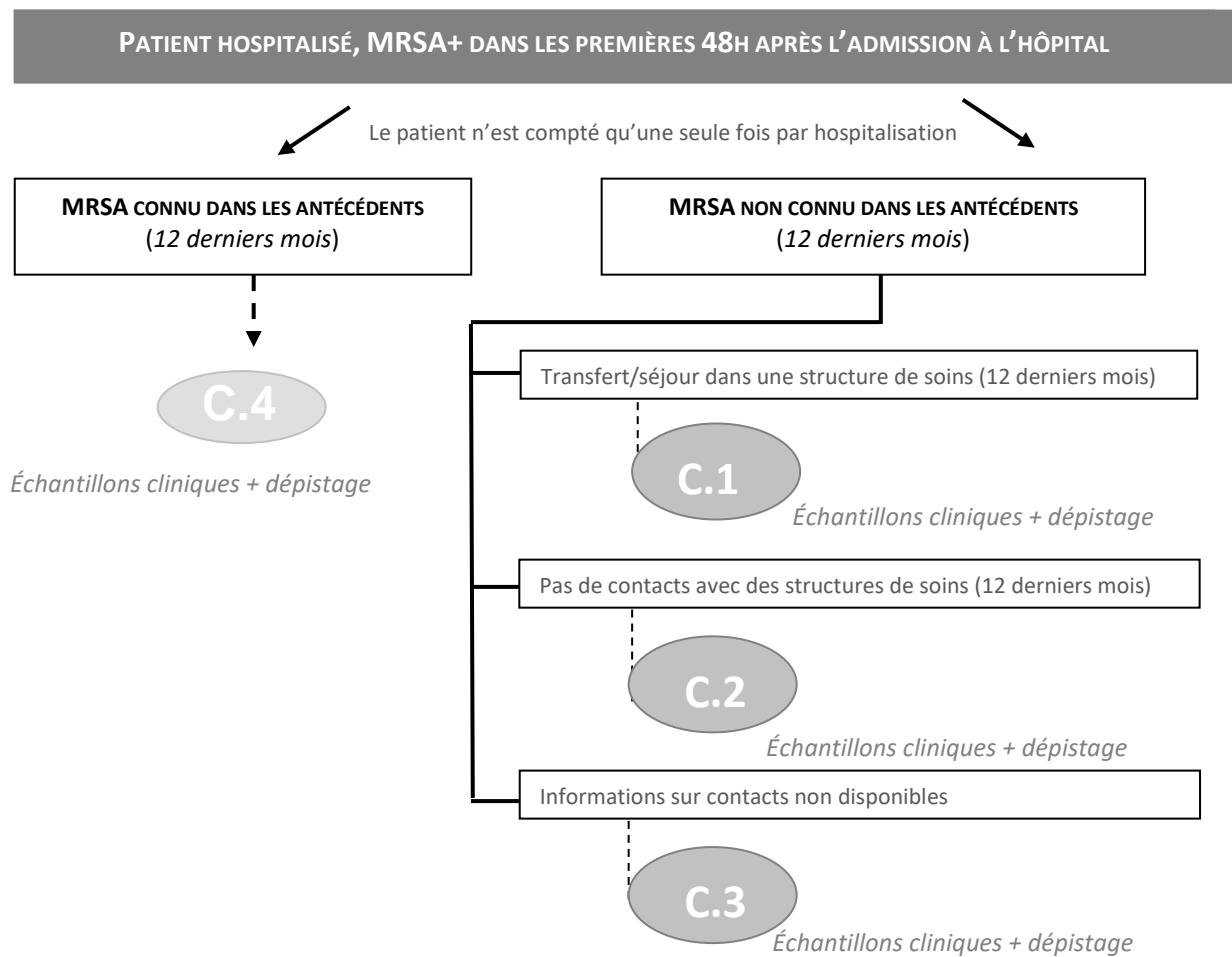 PATIENT HOSPITALISÉ, MRSA+ DANS LES PREMIÈRES 48H APRÈS L’ADMISSION À L’HÔPITAL
Le patient n’est compté qu’une seule fois par hospitalisation
MRSA CONNU DANS LES ANTÉCÉDENTS
(12 derniers mois)
MRSA NON CONNU DANS LES ANTÉCÉDENTS
(12 derniers mois)
C.4
Échantillons cliniques + dépistage
Transfert/séjour dans une structure de soins (12 derniers mois)
C.1
Échantillons cliniques + dépistage
Pas de contacts avec des structures de soins (12 derniers mois)
C.2
Échantillons cliniques + dépistage
Informations sur contacts non disponibles
C.3
Échantillons cliniques + dépistage